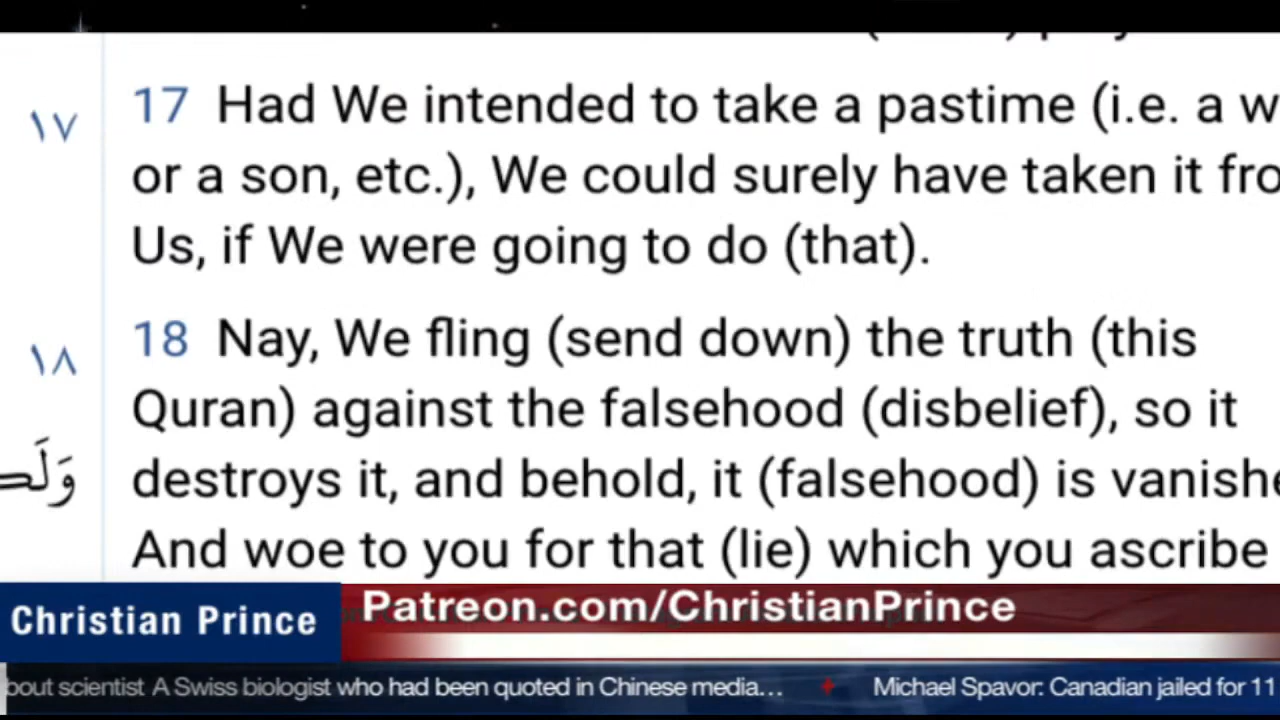 ١٧
17 Had We intended to take a pastime (i.e. a
or a son, etc.), We could surely have taken it
Us, if We were going to do (that).
١٨
18 Nay, We fling (send down) the truth (this
Quran) against the falsehood (disbelief), so it
destroys it, and behold, it (falsehood) is
And woe to you for that (lie) which you ascribe
Christian Prince
Patreon.com/ChristianPrince
scientist A Swiss biologist who had been quoted in Chinese media...
Michael Spavor: Canadian jailed for 11